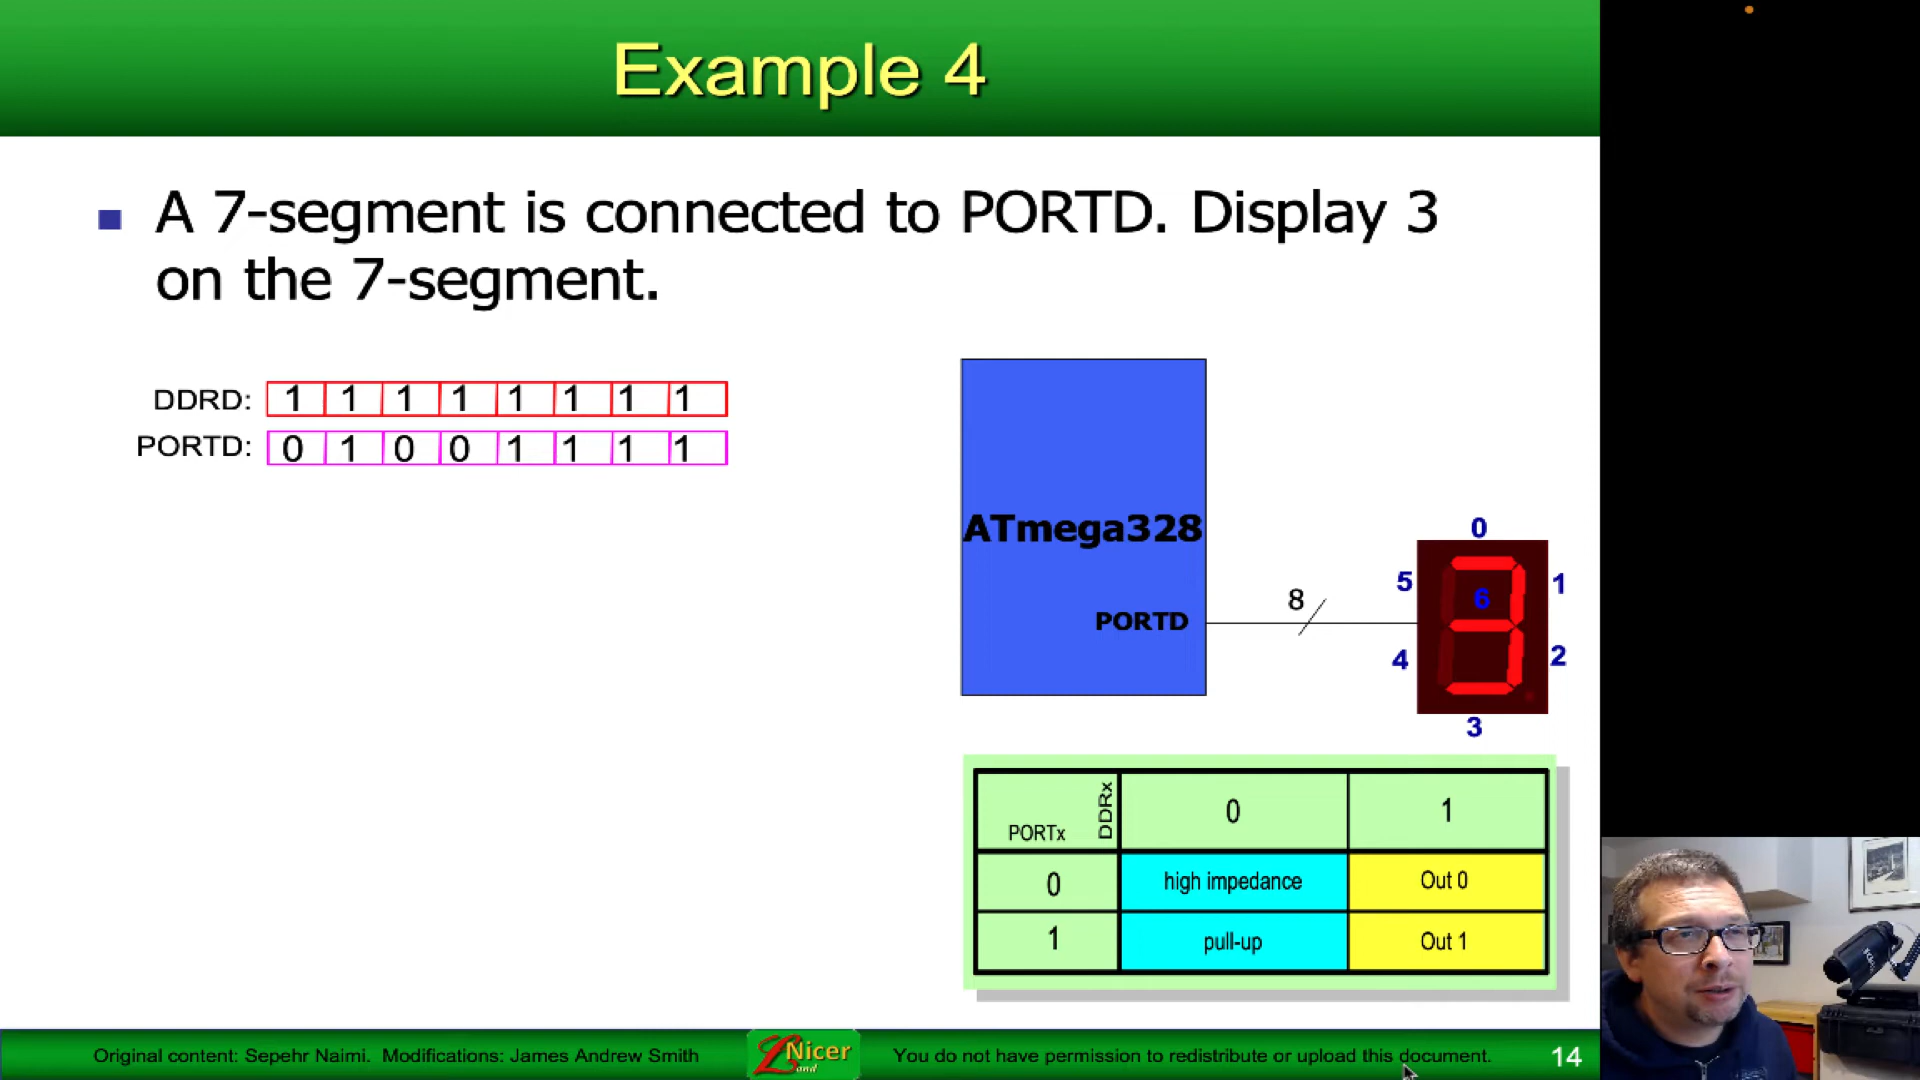 Example 4
A 7-segment is connected to PORTD. Display 3
on the 7-segment.
DDRD: 1 1 1 1 1 1 1 1
PORTD: 0 1 0 0 1 1 1 1
ATmega328
PORTD
8
0
5
1
6
4
2
3
PORTx DDRx 0 1
0 high impedance Out 0
1 pull-up Out 1
Original content: Sepehr Naimi. Modifications: James Andrew Smith
Nicer
Land
You do not have permission to redistribute or upload this document.
14